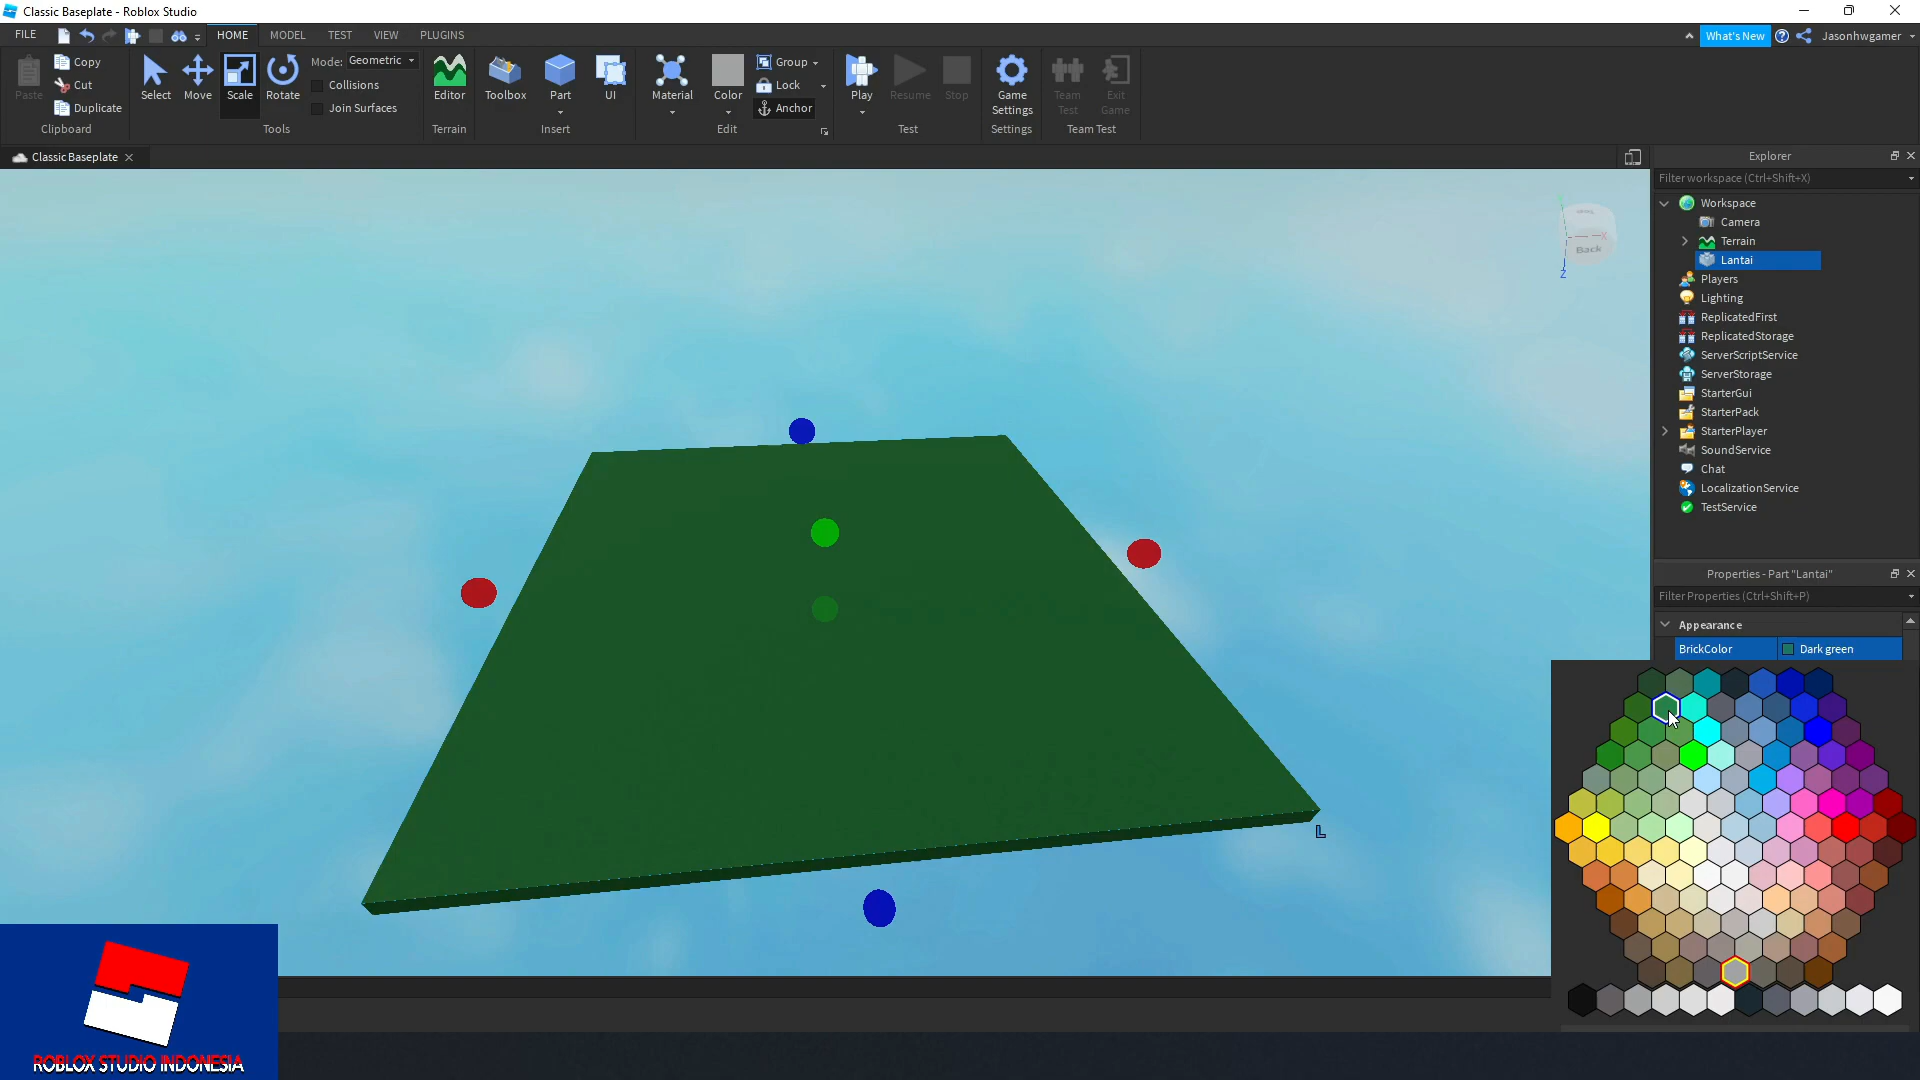 Classic Baseplate - Roblox Studio
FILE
HOME
MODEL
TEST
VIEW
PLUGINS
What's New
Jasonhwgamer
Paste
Copy
Cut
Duplicate
Clipboard
Select
Move
Scale
Rotate
Mode: Geometric
Collisions
Join Surfaces
Tools
Editor
Terrain
Toolbox
Part
UI
Insert
Material
Color
Group
Lock
Anchor
Edit
Play
Resume
Stop
Test
Game
Settings
Settings
Team
Test
Exit
Game
Team Test
Classic Baseplate
Back
X
Z
L
Explorer
Filter workspace (Ctrl+Shift+X)
Workspace
Camera
Terrain
Lantai
Players
Lighting
ReplicatedFirst
ReplicatedStorage
ServerScriptService
ServerStorage
StarterGui
StarterPack
StarterPlayer
SoundService
Chat
LocalizationService
TestService
Properties - Part "Lantai"
Filter Properties (Ctrl+Shift+P)
Appearance
BrickColor
Dark green
ROBLOX STUDIO INDONESIA